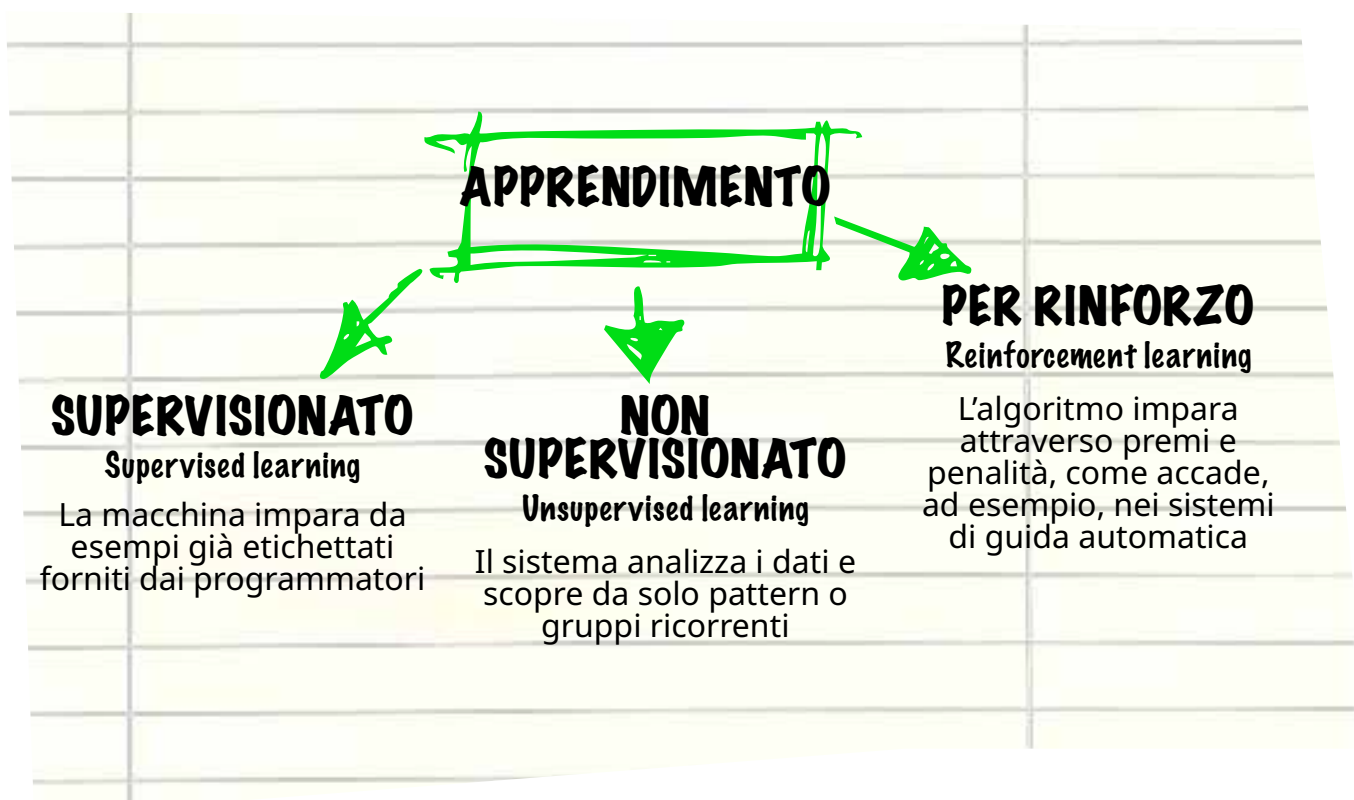 APPRENDIMENTO
SUPERVISIONATO
Supervised learning
La macchina impara da
esempi già etichettati
forniti dai programmatori
NON
SUPERVISIONATO
Unsupervised learning
Il sistema analizza i dati e
scopre da solo pattern o
gruppi ricorrenti
PER RINFORZO
Reinforcement learning
L’algoritmo impara
attraverso premi e
penalità, come accade,
ad esempio, nei sistemi
di guida automatica